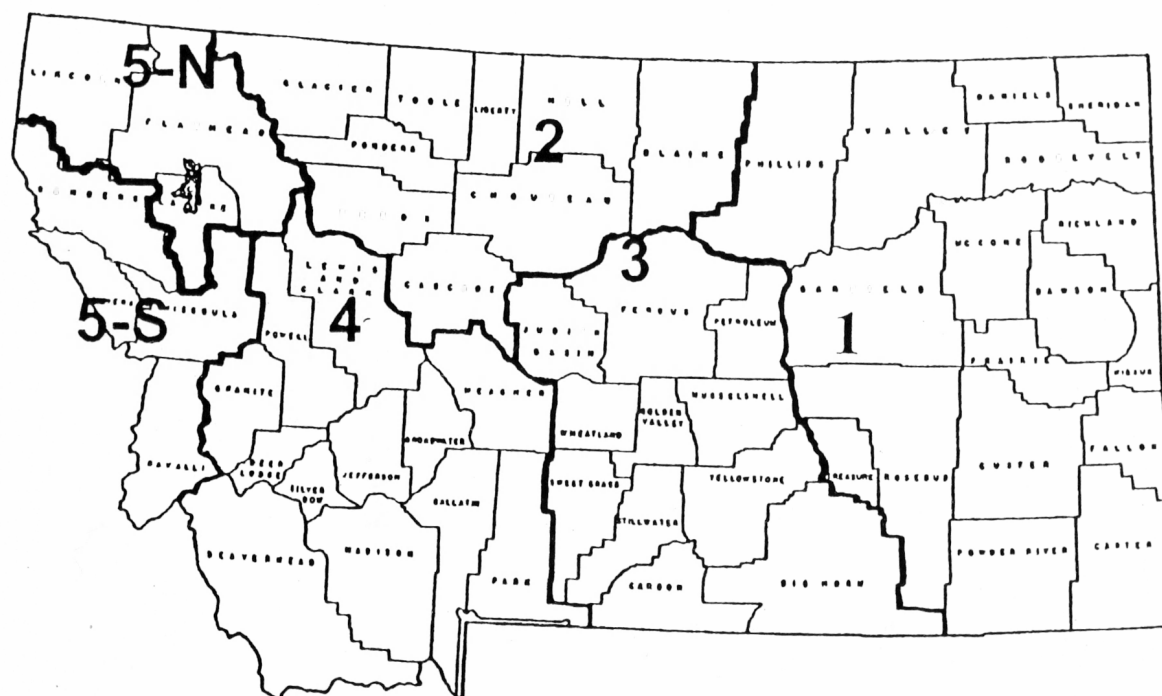 5-N
LINCOLN
FLATHEAD
GLACIER
TOOLE
LIBERTY
HILL
2
PONDERA
BLAINE
PHILLIPS
VALLEY
DANIELS
SHERIDAN
ROOSEVELT
SANDERS
LAKE
CHOUTEAU
RICHLAND
MC CONE
3
LEWIS
AND
CLARK
CASCADE
GARFIELD
DAWSON
MISSOULA
5-S
POWELL
4
JUDITH
BASIN
FERGUS
PETROLEUM
1
PRAIRIE
WIBAUX
GRANITE
MEAGHER
WHEATLAND
GOLDEN
VALLEY
MUSSELSHELL
BROADWATER
RAVALLI
DEER
LODGE
SILVER
BOW
JEFFERSON
GALLATIN
SWEET GRASS
YELLOWSTONE
TREASURE
ROSEBUD
CUSTER
FALLON
STILLWATER
BEAVERHEAD
MADISON
PARK
CARBON
BIG HORN
POWDER RIVER
CARTER